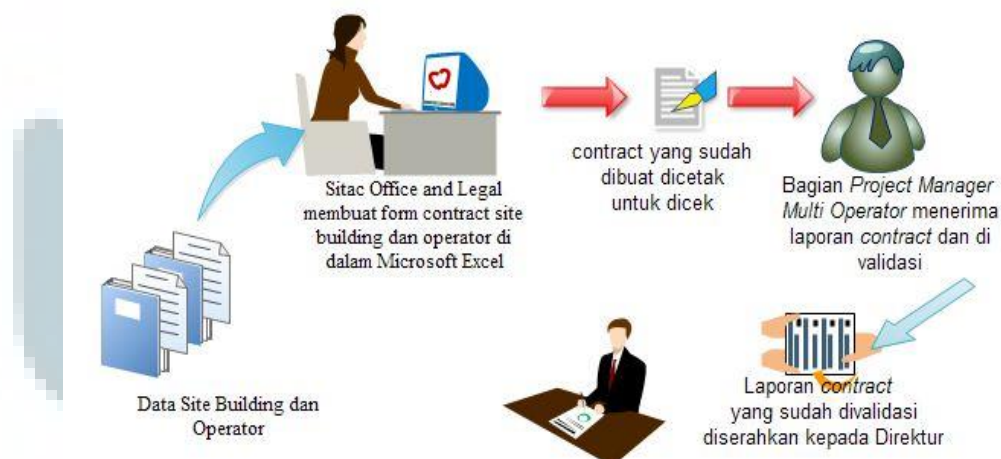 Sitac Office and Legal
membuat form contract site
building dan operator di
dalam Microsoft Excel
contract yang sudah
dibuat dicetak
untuk dicek
Bagian Project Manager
Multi Operator menerima
laporan contract dan di
validasi
Data Site Building dan
Operator
Laporan contract
yang sudah divalidasi
diserahkan kepada Direktur